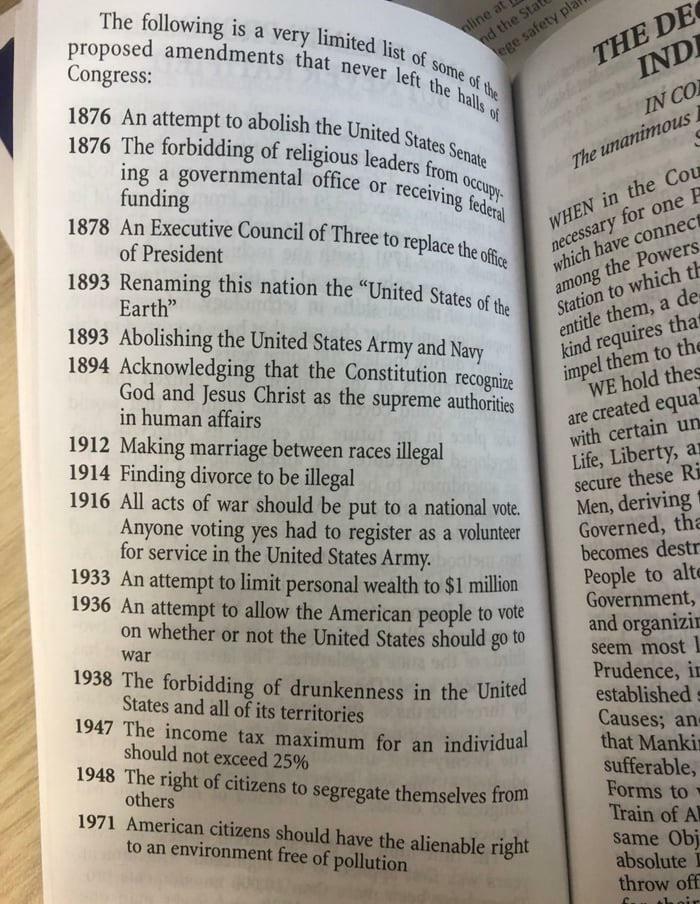 The following is a very limited list of some of the
proposed amendments that never left the halls of
Congress:
1876 An attempt to abolish the United States Senate
1876 The forbidding of religious leaders from occupy-
ing a governmental office or receiving federal
funding
1878 An Executive Council of Three to replace the office
of President
1893 Renaming this nation the “United States of the
Earth”
1893 Abolishing the United States Army and Navy
1894 Acknowledging that the Constitution recognize
God and Jesus Christ as the supreme authorities
in human affairs
1912 Making marriage between races illegal
1914 Finding divorce to be illegal
1916 All acts of war should be put to a national vote.
Anyone voting yes had to register as a volunteer
for service in the United States Army.
1933 An attempt to limit personal wealth to $1 million
1936 An attempt to allow the American people to vote
on whether or not the United States should go to
war
1938 The forbidding of drunkenness in the United
States and all of its territories
1947 The income tax maximum for an individual
should not exceed 25%
1948 The right of citizens to segregate themselves from
others
1971 American citizens should have the alienable right
to an environment free of pollution
nline at
nd the State
ege safety plan
THE DE
INDE
IN CO
The unanimous
WHEN in the Cou
necessary for one P
which have connect
among the Powers
Station to which th
entitle them, a de
kind requires tha
impel them to the
WE hold thes
are created equa
with certain un
Life, Liberty, a
secure these Ri
Men, deriving
Governed, tha
becomes destr
People to alte
Government,
and organizin
seem most l
Prudence, in
established
Causes; an
that Manki
sufferable,
Forms to
Train of A
same Obj
absolute
throw off